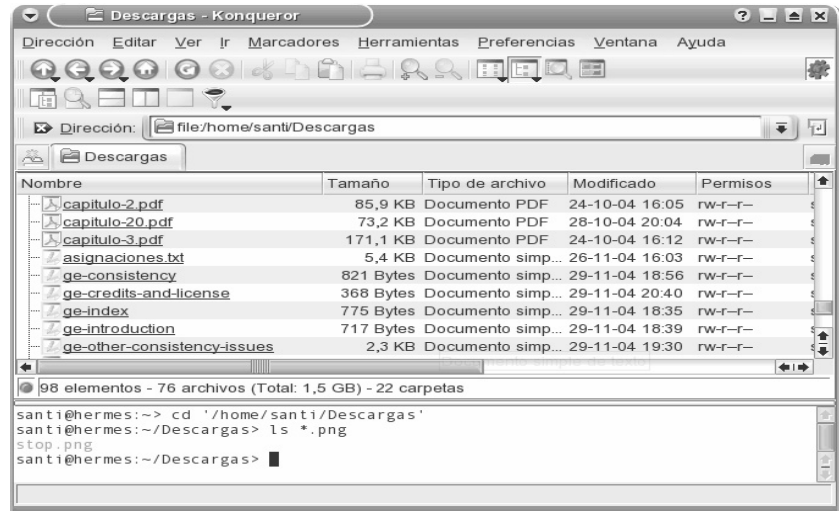 Descargas - Konqueror
Dirección Editar Ver Ir Marcadores Herramientas Preferencias Ventana Ayuda
Dirección: file:/home/santi/Descargas
Descargas
Nombre Tamaño Tipo de archivo Modificado Permisos
capitulo-2.pdf 85,9 KB Documento PDF 24-10-04 16:05 rw-r--r--
capitulo-20.pdf 73,2 KB Documento PDF 28-10-04 20:04 rw-r--r--
capitulo-3.pdf 171,1 KB Documento PDF 24-10-04 16:12 rw-r--r--
asignaciones.txt 5,4 KB Documento simp... 26-11-04 16:03 rw-r--r--
ge-consistency 821 Bytes Documento simp... 29-11-04 18:56 rw-r--r--
ge-credits-and-license 368 Bytes Documento simp... 29-11-04 20:40 rw-r--r--
ge-index 775 Bytes Documento simp... 29-11-04 18:35 rw-r--r--
ge-introduction 717 Bytes Documento simp... 29-11-04 18:39 rw-r--r--
ge-other-consistency-issues 2,3 KB Documento simp... 29-11-04 19:30 rw-r--r--
Documento simple de texto
98 elementos - 76 archivos (Total: 1,5 GB) - 22 carpetas
santi@hermes:~> cd '/home/santi/Descargas'
santi@hermes:~/Descargas> ls *.png
stop.png
santi@hermes:~/Descargas>